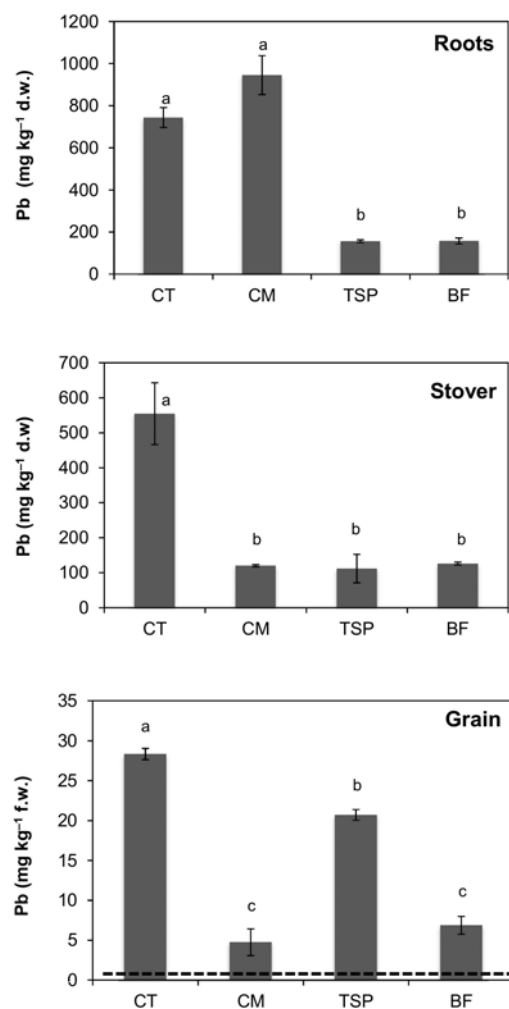 Roots
Pb (mg kg⁻¹ d.w.)
1200
1000
800
600
400
200
0
a
a
b
b
CT CM TSP BF
Stover
Pb (mg kg⁻¹ d.w)
700
600
500
400
300
200
100
0
a
b
b
b
CT CM TSP BF
Grain
Pb (mg kg⁻¹ f.w.)
35
30
25
20
15
10
5
0
a
c
b
c
CT CM TSP BF